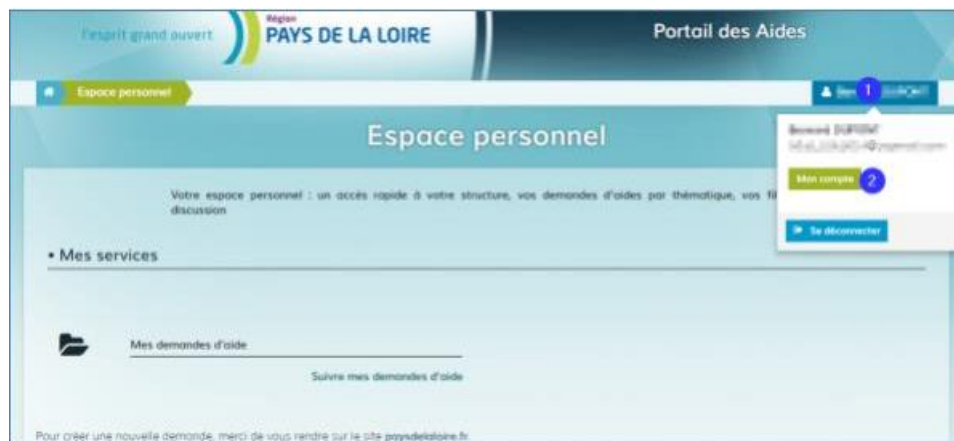 l'esprit grand ouvert
Région
PAYS DE LA LOIRE
Portail des Aides
Espace personnel
1
Espace personnel
Mon compte 2
Votre espace personnel : un accès rapide à votre structure, vos demandes d'aides par thématique, vos
discussion
Se déconnecter
• Mes services
Mes demandes d'aide
Suivre mes demandes d'aide
Pour créer une nouvelle demande, merci de vous rendre sur le site paysdelaloire.fr